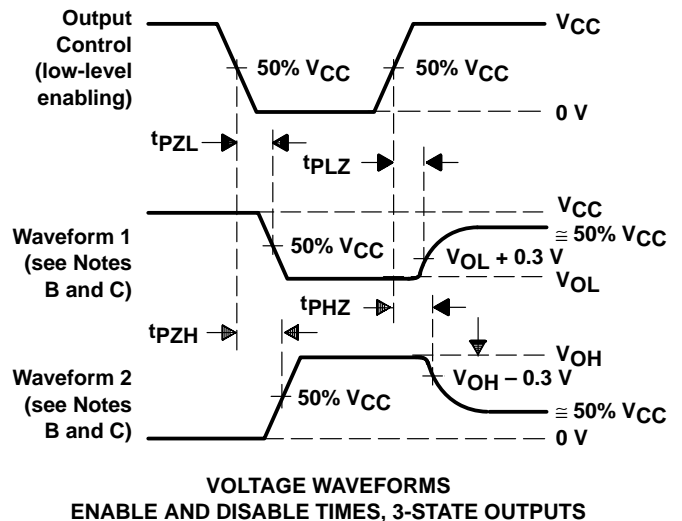 Output
Control
(low-level
enabling)
VCC
50% VCC
50% VCC
0 V
tPZL
tPLZ
Waveform 1
(see Notes
B and C)
VCC
≅ 50% VCC
50% VCC
VOL + 0.3 V
VOL
tPHZ
tPZH
Waveform 2
(see Notes
B and C)
VOH
VOH – 0.3 V
50% VCC
≅ 50% VCC
0 V
VOLTAGE WAVEFORMS
ENABLE AND DISABLE TIMES, 3-STATE OUTPUTS